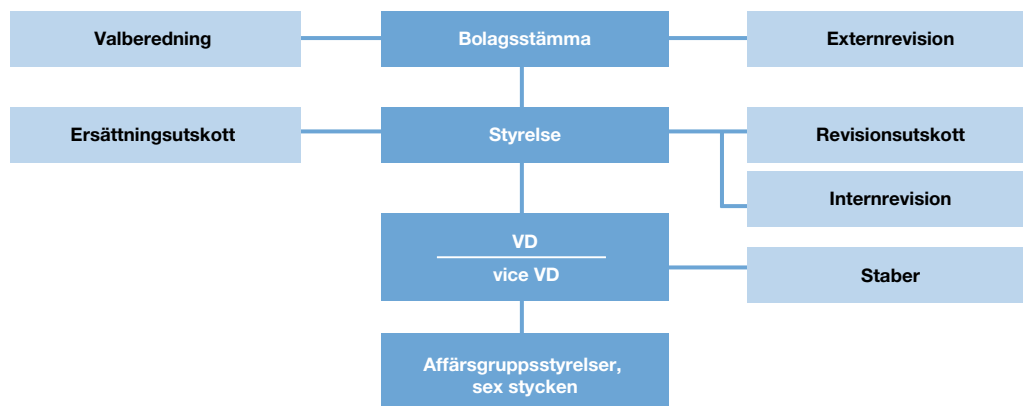 Valberedning
Bolagsstämma
Externrevision
Ersättningsutskott
Styrelse
Revisionsutskott
Internrevision
VD
vice VD
Staber
Affärsgruppsstyrelser,
sex stycken